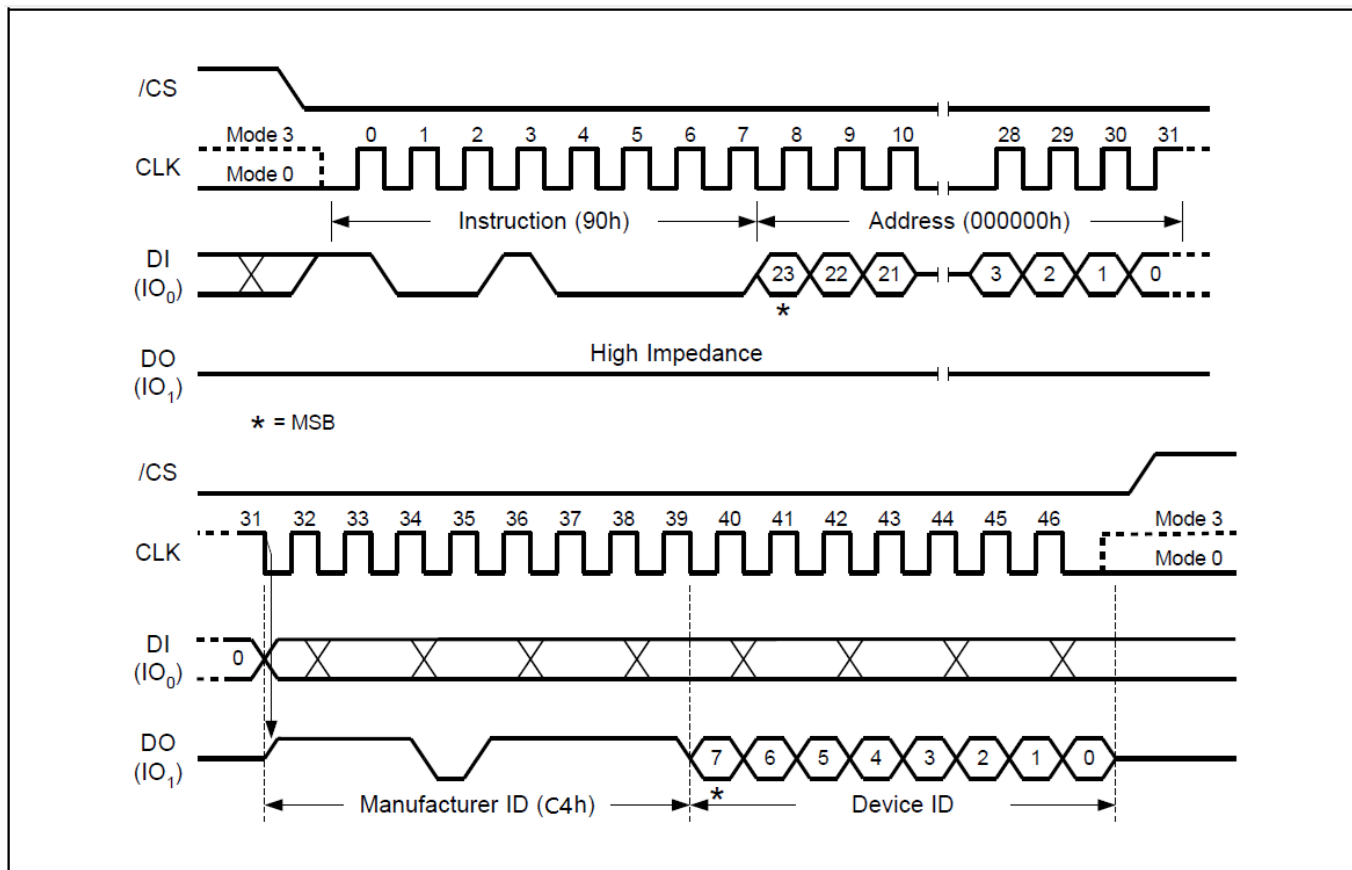 /CS
Mode 3 0 1 2 3 4 5 6 7 8 9 10 28 29 30 31
CLK
Mode 0
Instruction (90h) Address (000000h)
DI
(IO0) 23 22 21 3 2 1 0
*
High Impedance
DO
(IO1)
* = MSB
/CS
31 32 33 34 35 36 37 38 39 40 41 42 43 44 45 46 Mode 3
CLK
Mode 0
DI
(IO0) 0
DO
(IO1) 7 6 5 4 3 2 1 0
*
Manufacturer ID (C4h) Device ID